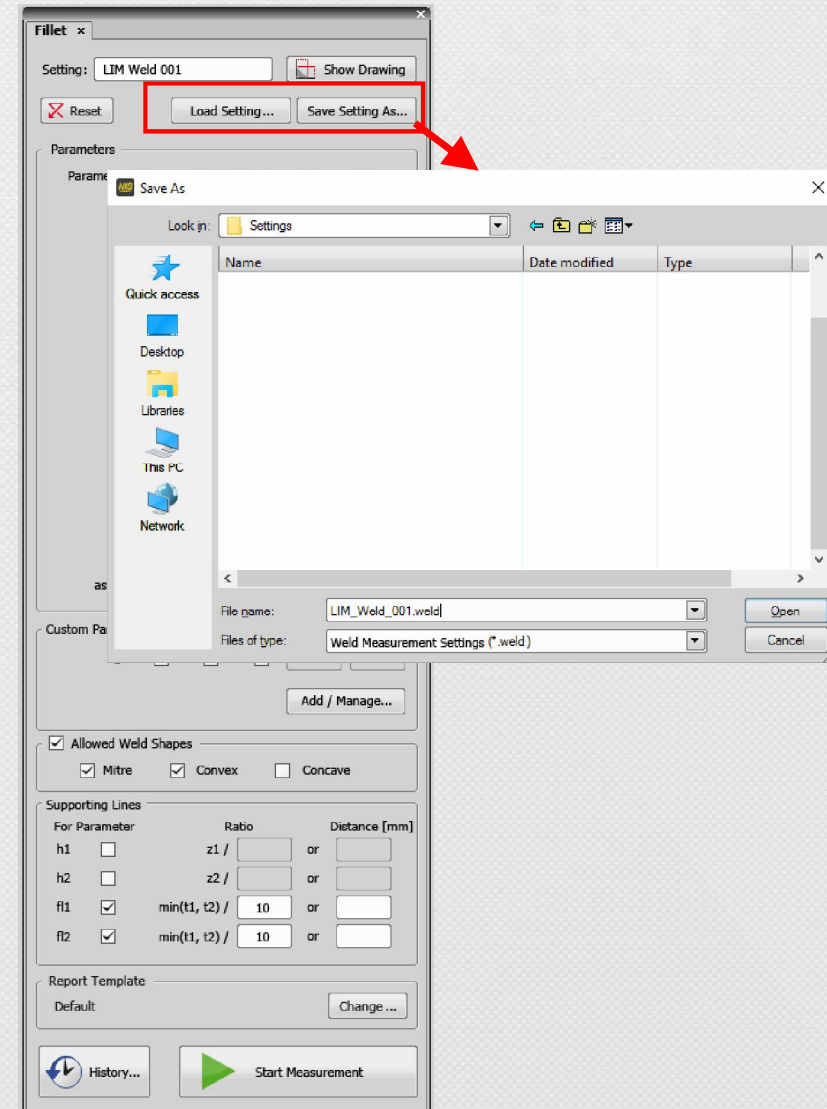 Fillet ×
Setting: LIM Weld 001 Show Drawing
Reset Load Setting... Save Setting As...
Parameters
Parame
Save As
Look in: Settings
Name Date modified Type
Quick access
Desktop
Libraries
This PC
Network
as
File name: LIM_Weld_001.weld Open
Custom Pa
Files of type: Weld Measurement Settings (*.weld) Cancel
Add / Manage...
Allowed Weld Shapes
Mitre Convex Concave
Supporting Lines
For Parameter Ratio Distance [mm]
h1 z1 / or
h2 z2 / or
fl1 min(t1, t2) / 10 or
fl2 min(t1, t2) / 10 or
Report Template
Default Change ...
History... Start Measurement